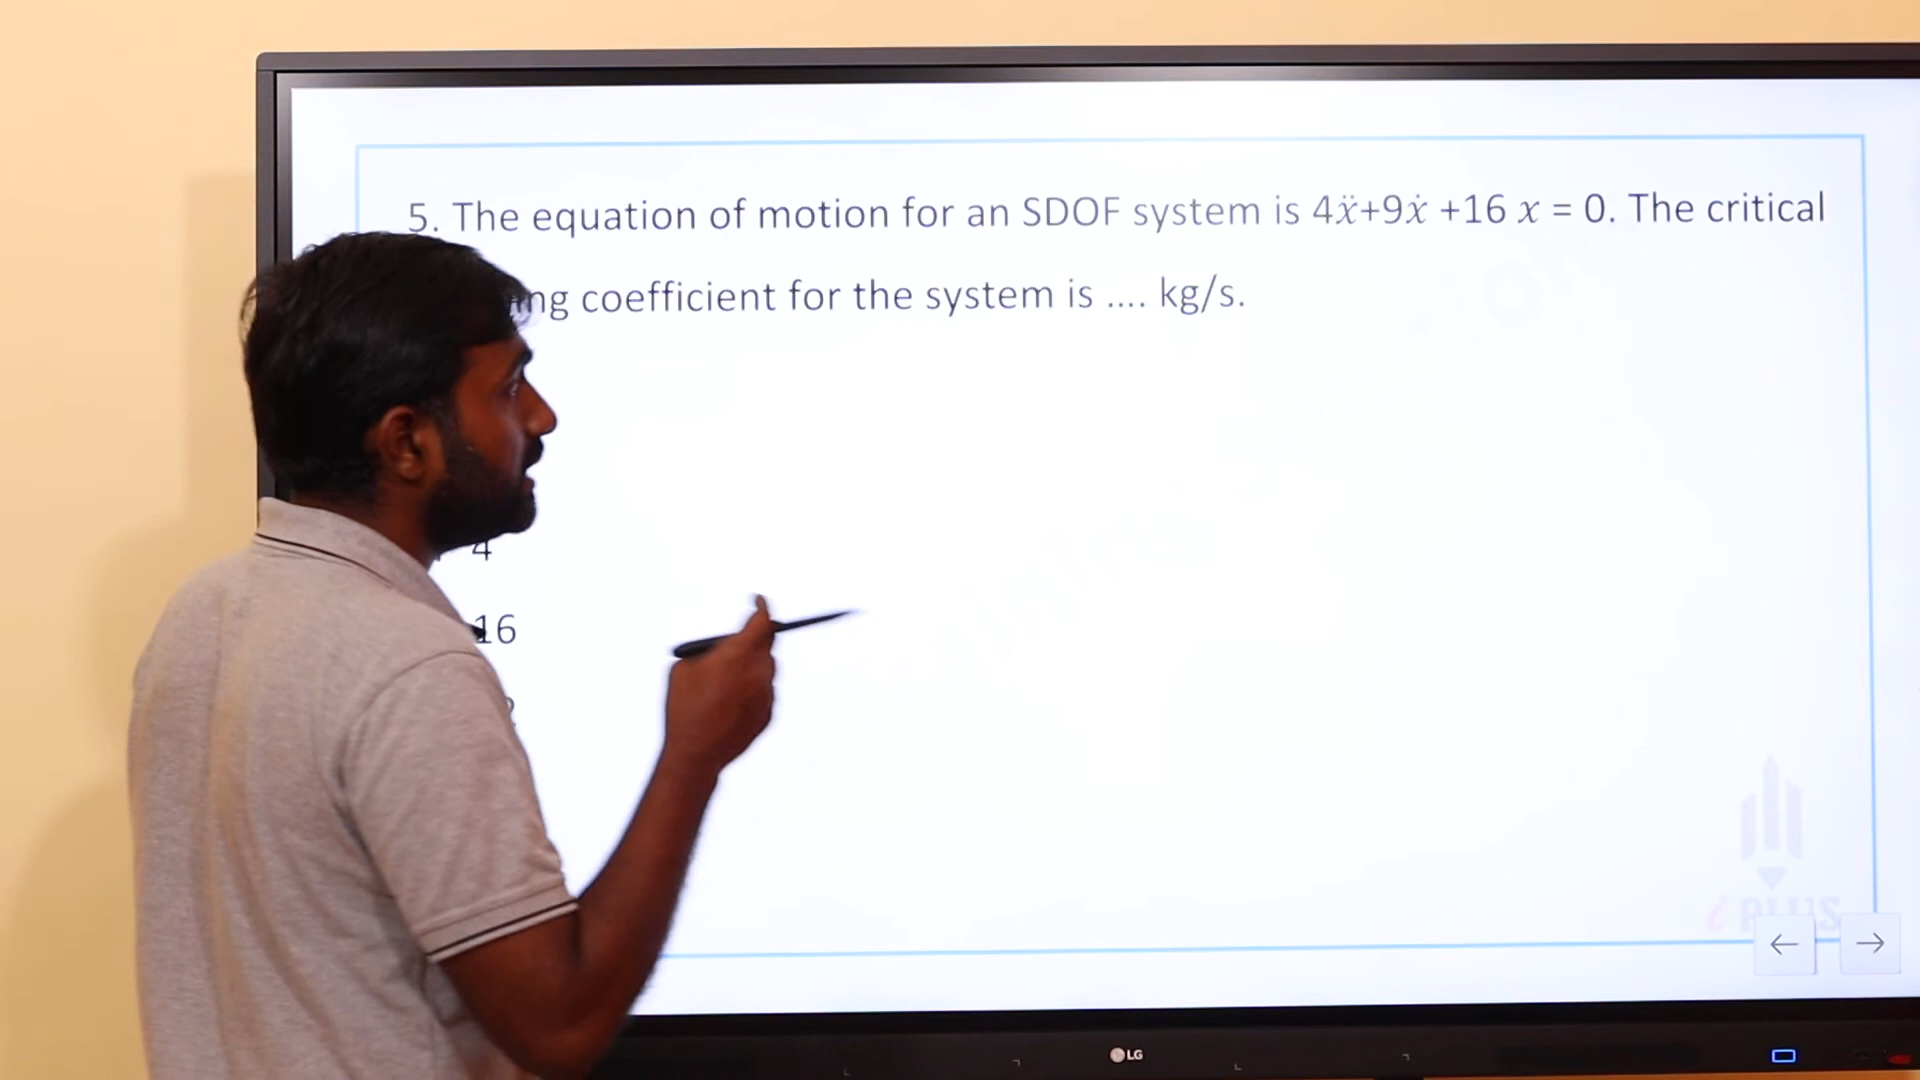 5. The equation of motion for an SDOF system is 4ẍ+9ẋ +16 x = 0. The critical
coefficient for the system is .... kg/s.
4
16
i PLUS
LG